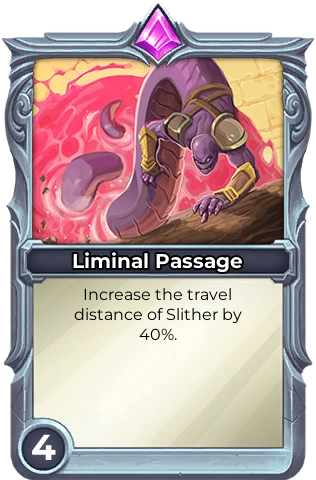 Liminal Passage
Increase the travel
distance of Slither by
40%.
4